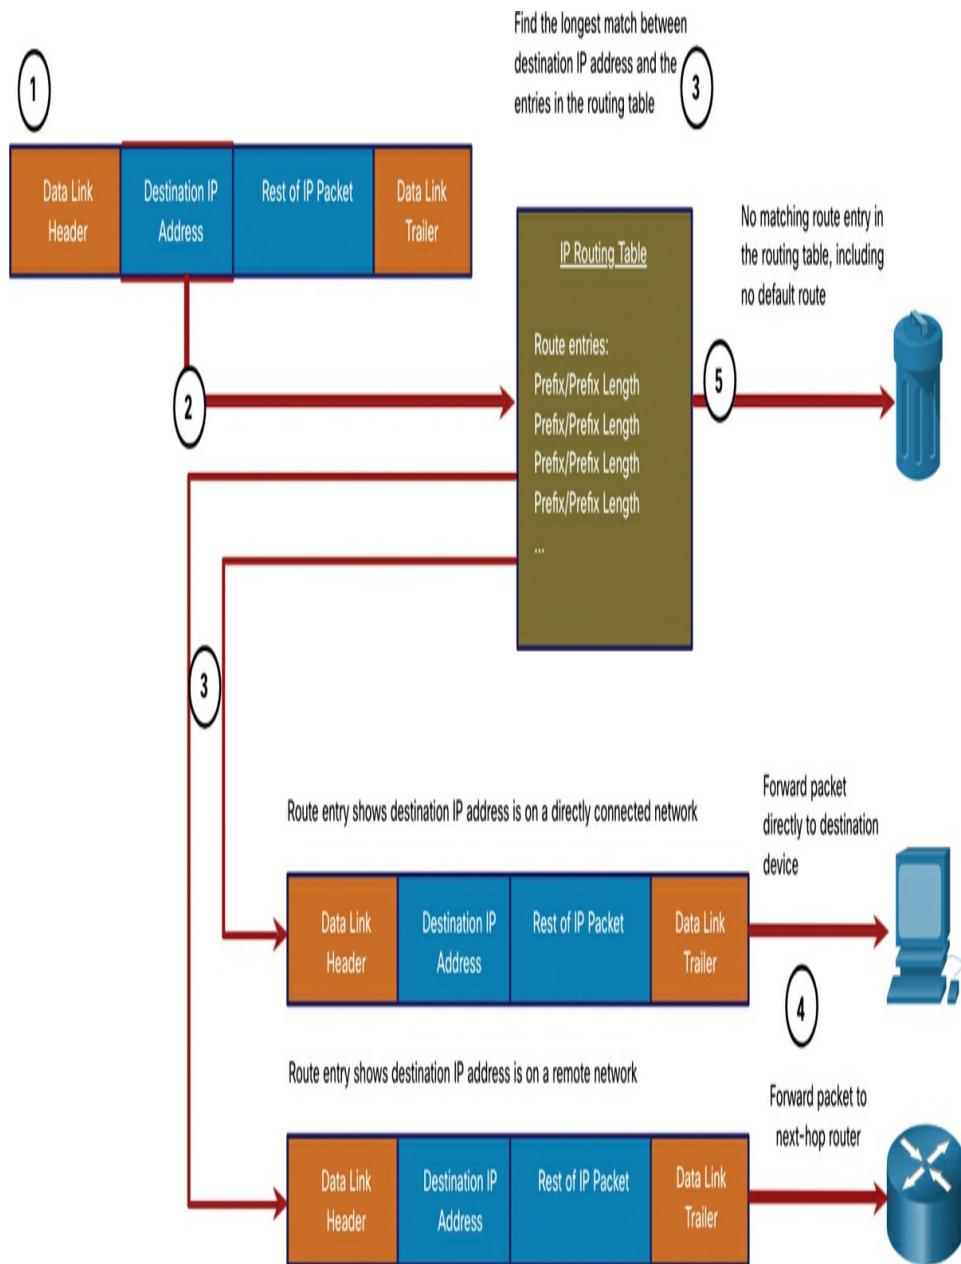 1
Find the longest match between
destination IP address and the
entries in the routing table
3
Data Link
Header
Destination IP
Address
Rest of IP Packet
Data Link
Trailer
IP Routing Table
Route entries:
Prefix/Prefix Length
Prefix/Prefix Length
Prefix/Prefix Length
Prefix/Prefix Length
...
No matching route entry in
the routing table, including
no default route
2
5
3
Route entry shows destination IP address is on a directly connected network
Data Link
Header
Destination IP
Address
Rest of IP Packet
Data Link
Trailer
Forward packet
directly to destination
device
4
Route entry shows destination IP address is on a remote network
Data Link
Header
Destination IP
Address
Rest of IP Packet
Data Link
Trailer
Forward packet to
next-hop router